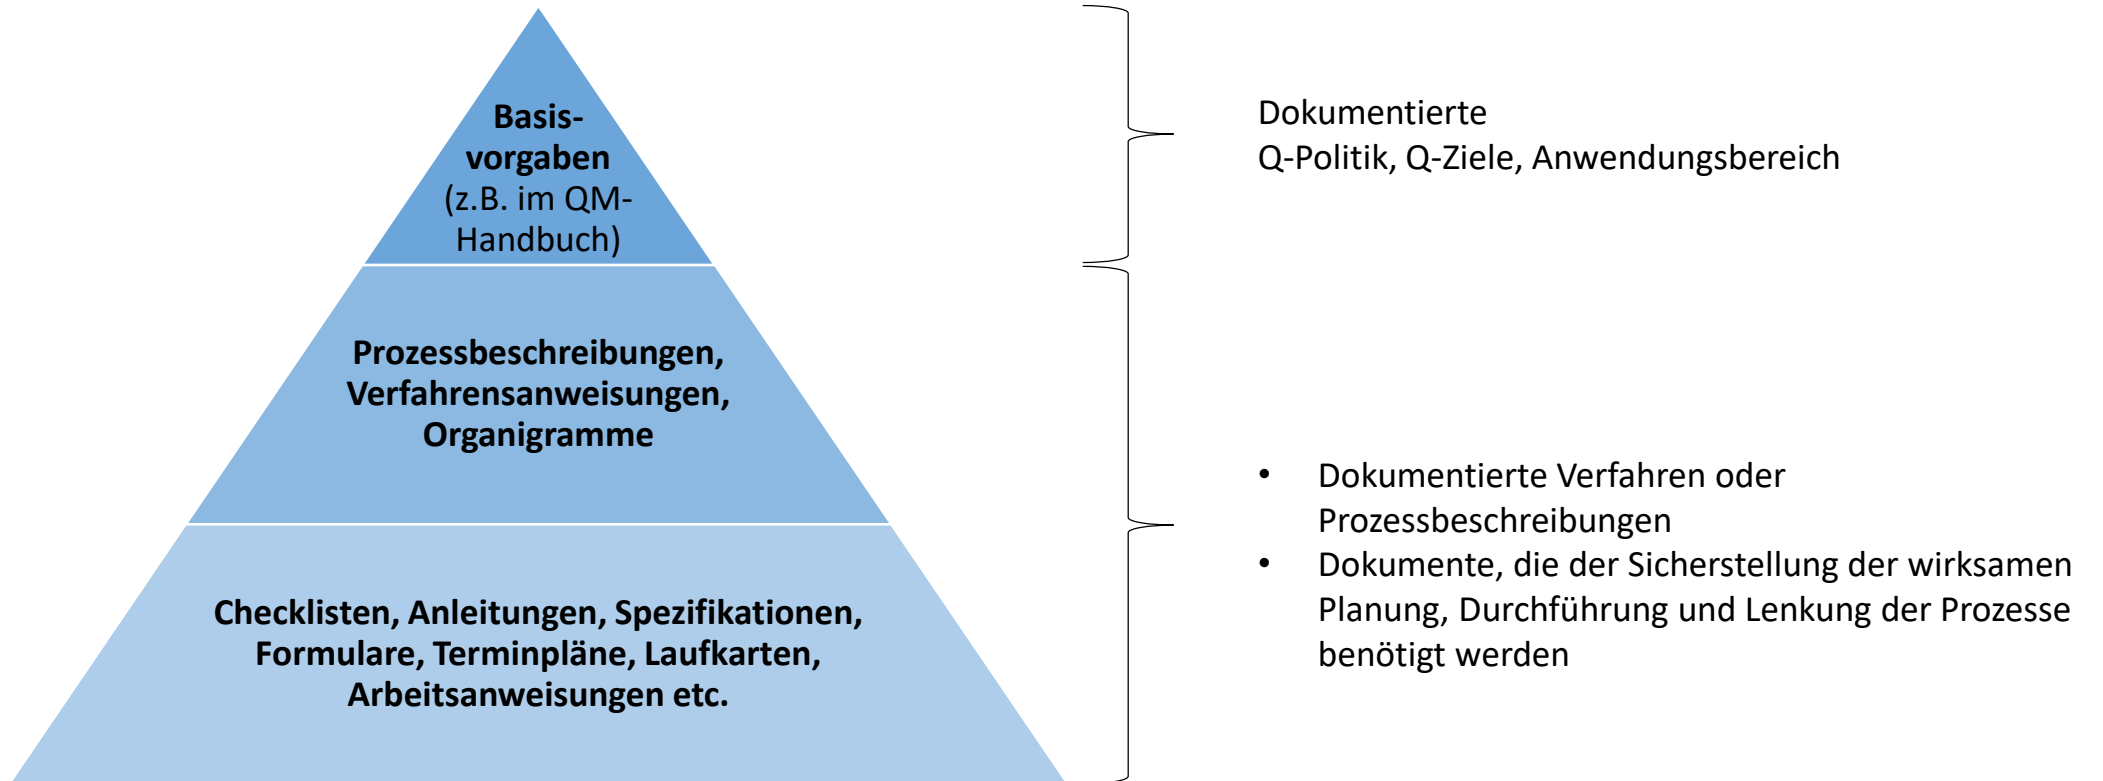 Basis-
vorgaben
(z.B. im QM-
Handbuch)
Prozessbeschreibungen,
Verfahrensanweisungen,
Organigramme
Checklisten, Anleitungen, Spezifikationen,
Formulare, Terminpläne, Laufkarten,
Arbeitsanweisungen etc.
Dokumentierte
Q-Politik, Q-Ziele, Anwendungsbereich
• Dokumentierte Verfahren oder
Prozessbeschreibungen
• Dokumente, die der Sicherstellung der wirksamen
Planung, Durchführung und Lenkung der Prozesse
benötigt werden